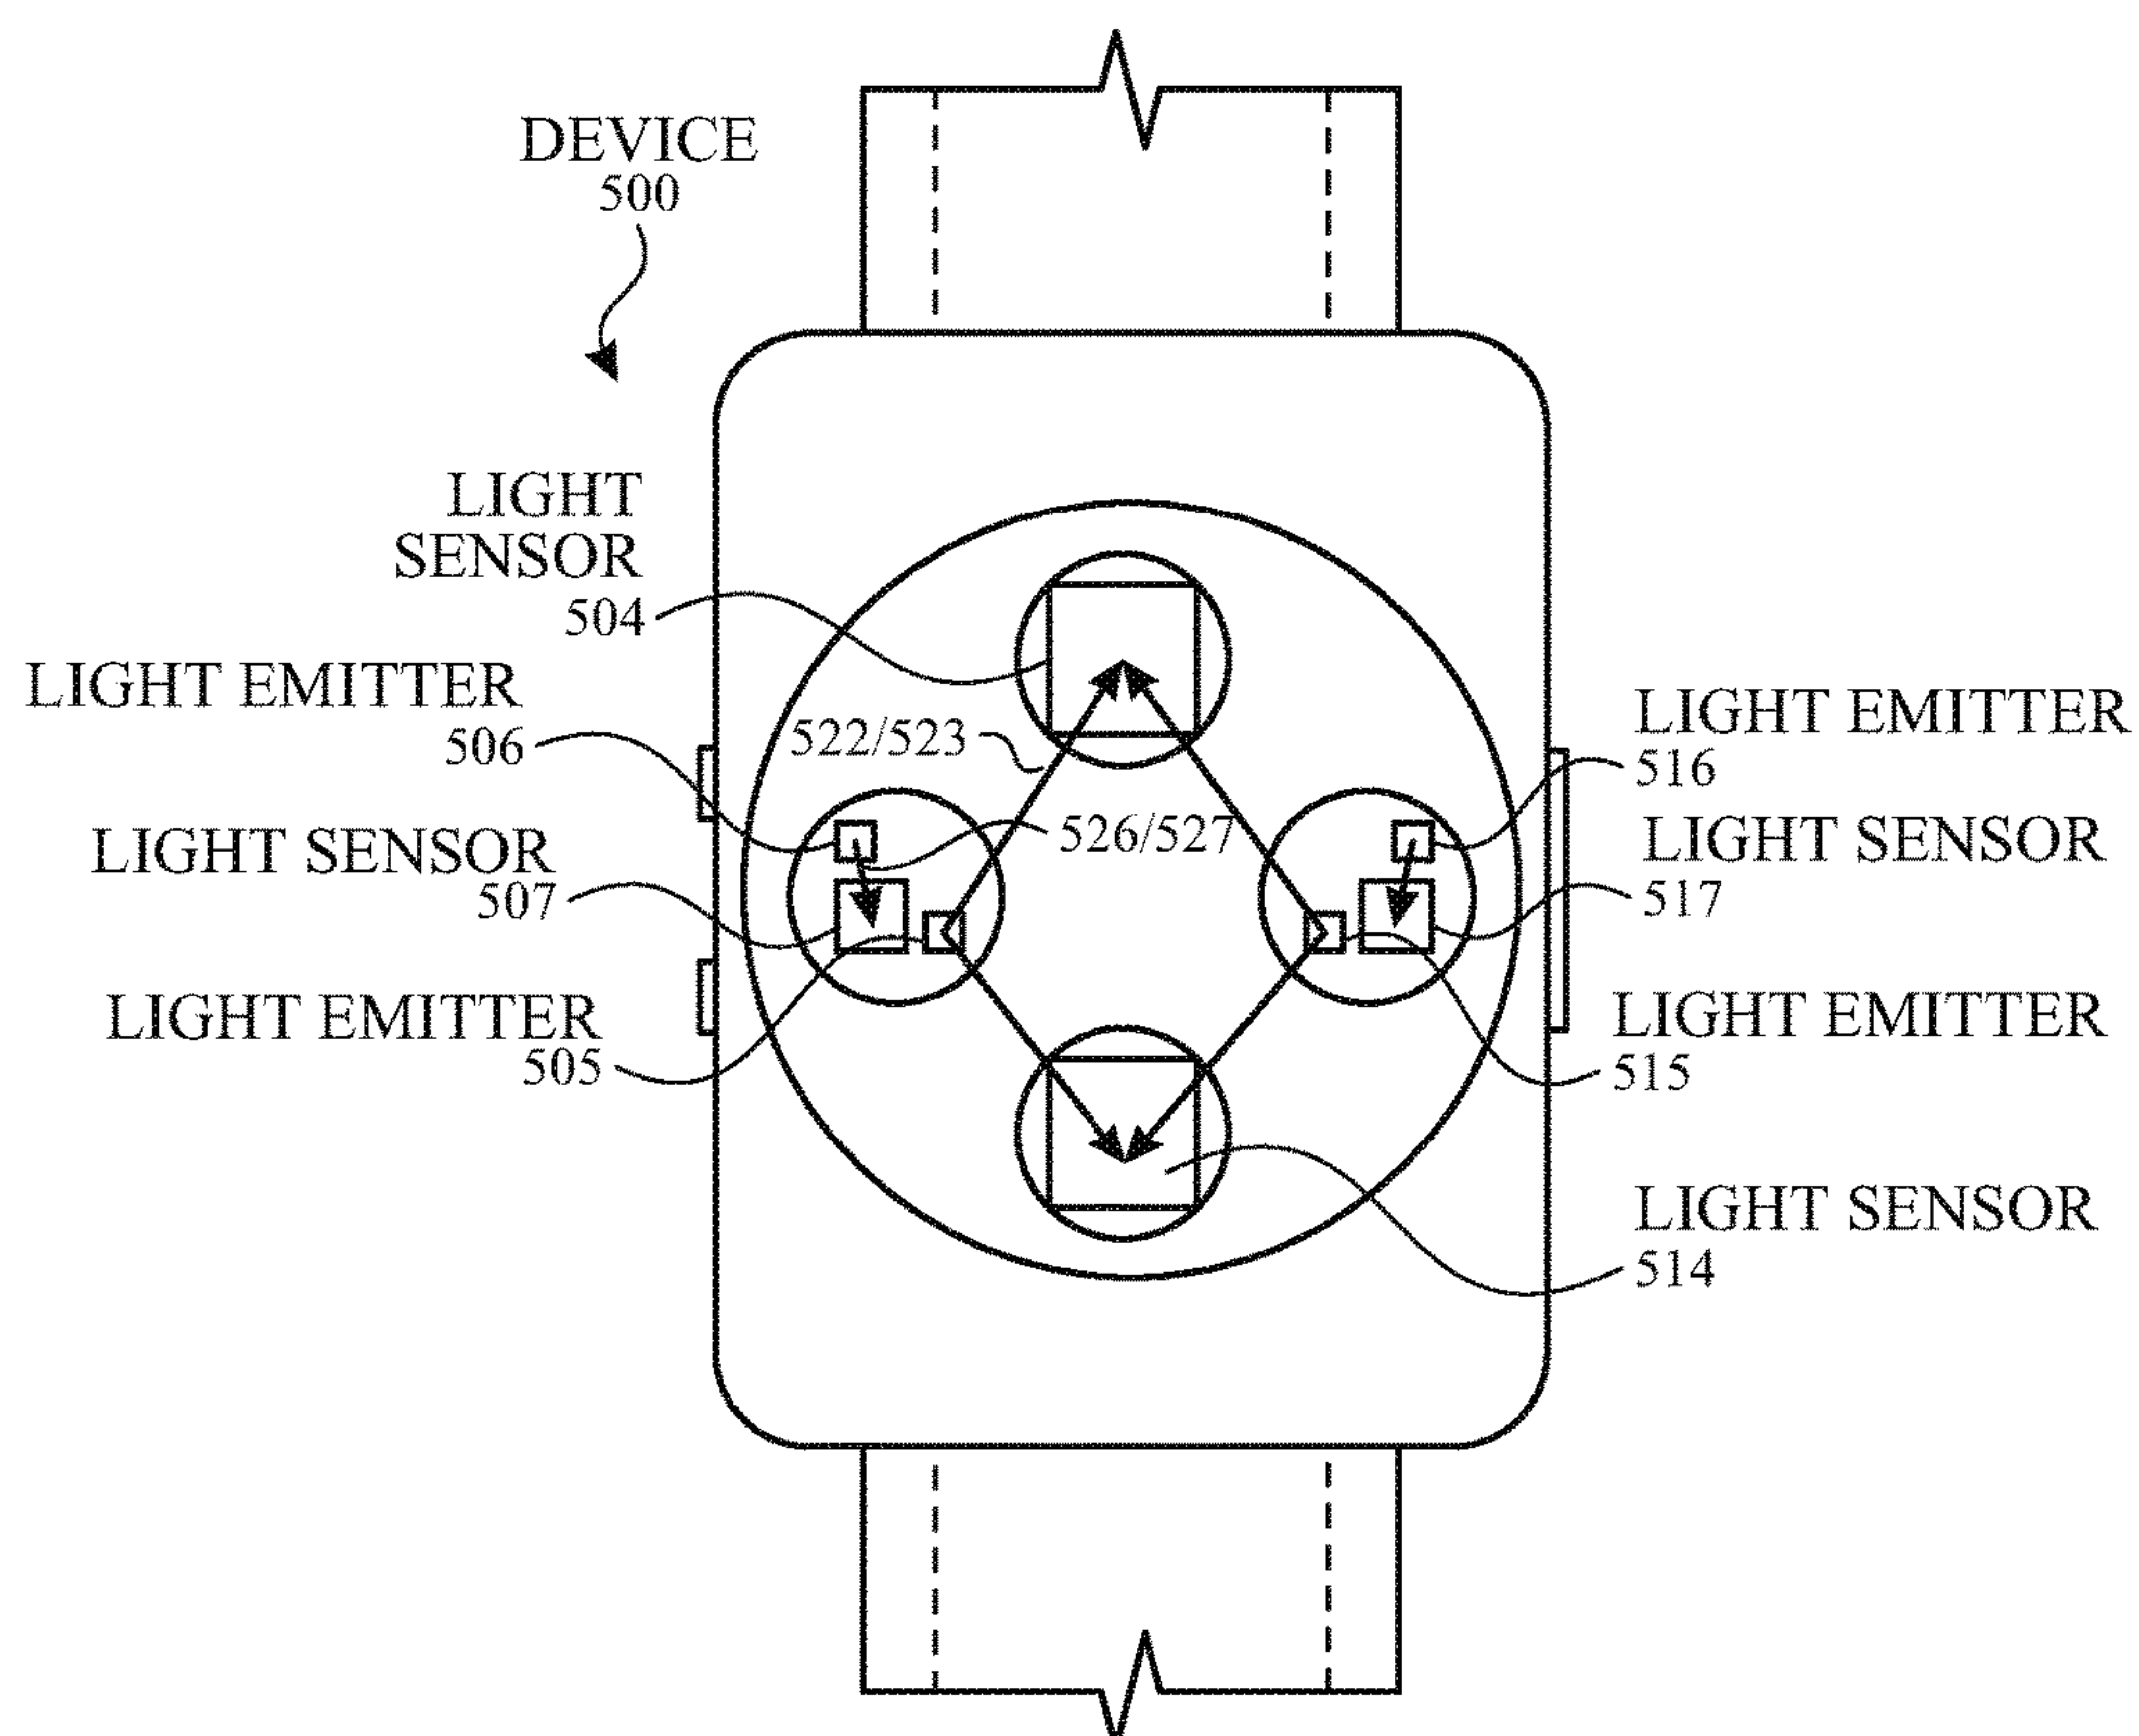 DEVICE
500
LIGHT
SENSOR
504
LIGHT EMITTER
506
522/523
LIGHT EMITTER
516
526/527
LIGHT SENSOR
507
LIGHT SENSOR
517
LIGHT EMITTER
505
LIGHT EMITTER
515
LIGHT SENSOR
514